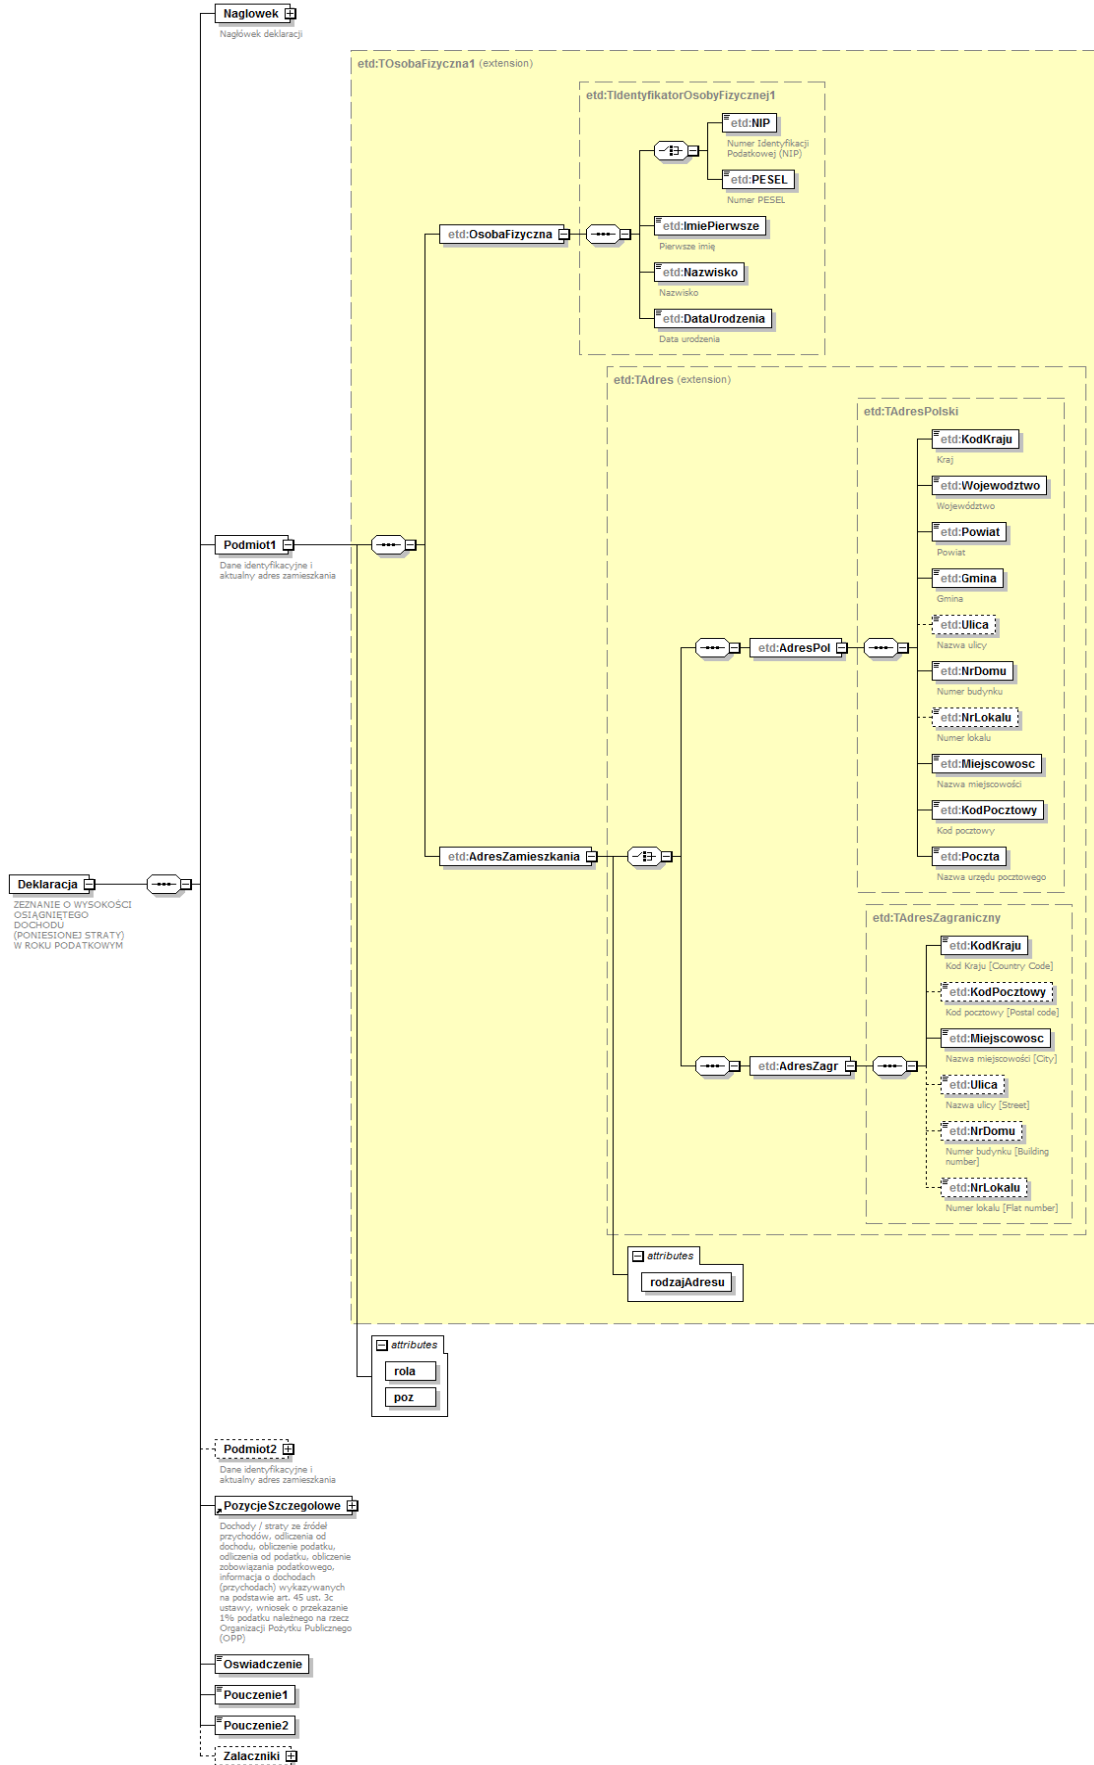 Naglowek
Nagłówek deklaracji
etd:TOsobaFizyczna1 (extension)
etd:TIdentyfikatorOsobyFizycznej1
etd:NIP
Numer Identyfikacji
Podatkowej (NIP)
etd:PESEL
Numer PESEL
etd:OsobaFizyczna
etd:ImiePierwsze
Pierwsze imię
etd:Nazwisko
Nazwisko
etd:DataUrodzenia
Data urodzenia
etd:TAdres (extension)
etd:TAdresPolski
etd:KodKraju
Kraj
etd:Wojewodztwo
Województwo
etd:Powiat
Powiat
Podmiot1
Dane identyfikacyjne i
aktualny adres zamieszkania
etd:Gmina
Gmina
etd:Ulica
Nazwa ulicy
etd:AdresPol
etd:NrDomu
Numer budynku
etd:NrLokalu
Numer lokalu
etd:Miejscowosc
Nazwa miejscowości
etd:KodPocztowy
Kod pocztowy
etd:AdresZamieszkania
etd:Poczta
Nazwa urzędu pocztowego
Deklaracja
ZEZNANIE O WYSOKOŚCI
OSIĄGNIĘTEGO
DOCHODU
(PONIESIONEJ STRATY)
W ROKU PODATKOWYM
etd:TAdresZagraniczny
etd:KodKraju
Kod Kraju [Country Code]
etd:KodPocztowy
Kod pocztowy [Postal code]
etd:Miejscowosc
Nazwa miejscowości [City]
etd:AdresZagr
etd:Ulica
Nazwa ulicy [Street]
etd:NrDomu
Numer budynku [Building
number]
etd:NrLokalu
Numer lokalu [Flat number]
attributes
rodzajAdresu
attributes
rola
poz
Podmiot2
Dane identyfikacyjne i
aktualny adres zamieszkania
PozycjeSzczegolowe
Dochody / straty ze źródeł
przychodów, odliczenia od
dochodu, obliczenie podatku,
odliczenia od podatku, obliczenie
zobowiązania podatkowego,
informacja o dochodach
(przychodach) wykazywanych
na podstawie art. 45 ust. 3c
ustawy, wniosek o przekazanie
1% podatku należnego na rzecz
Organizacji Pożytku Publicznego
(OPP)
Oswiadczenie
Pouczenie1
Pouczenie2
Zalaczniki